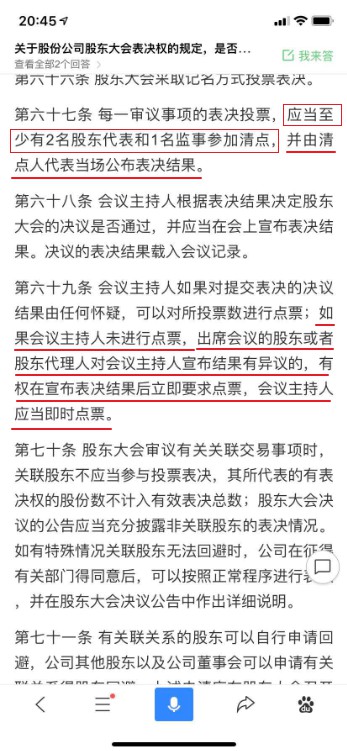 20:45
关于股份公司股东大会表决权的规定，是否...
查看全部2个回答
我来答
第六十六条 股东大会采取记名方式投票表决。
第六十七条 每一审议事项的表决投票，应当至
少有2名股东代表和1名监事参加清点，并由清
点人代表当场公布表决结果。
第六十八条 会议主持人根据表决结果决定股东
大会的决议是否通过，并应当在会上宣布表决结
果。决议的表决结果载入会议记录。
第六十九条 会议主持人如果对提交表决的决议
结果由任何怀疑，可以对所投票数进行点票；如
果会议主持人未进行点票，出席会议的股东或者
股东代理人对会议主持人宣布结果有异议的，有
权在宣布表决结果后立即要求点票，会议主持人
应当即时点票。
第七十条 股东大会审议有关关联交易事项时，
关联股东不应当参与投票表决，其所代表的有表
决权的股份数不计入有效表决总数；股东大会决
议的公告应当充分披露非关联股东的表决情况。
如有特殊情况关联股东无法回避时，公司在征得
有关部门得同意后，可以按照正常程序进行
，并在股东大会决议公告中作出详细说明。
第七十一条 有关联关系的股东可以自行申请回
避，公司其他股东以及公司董事会可以申请有关
du